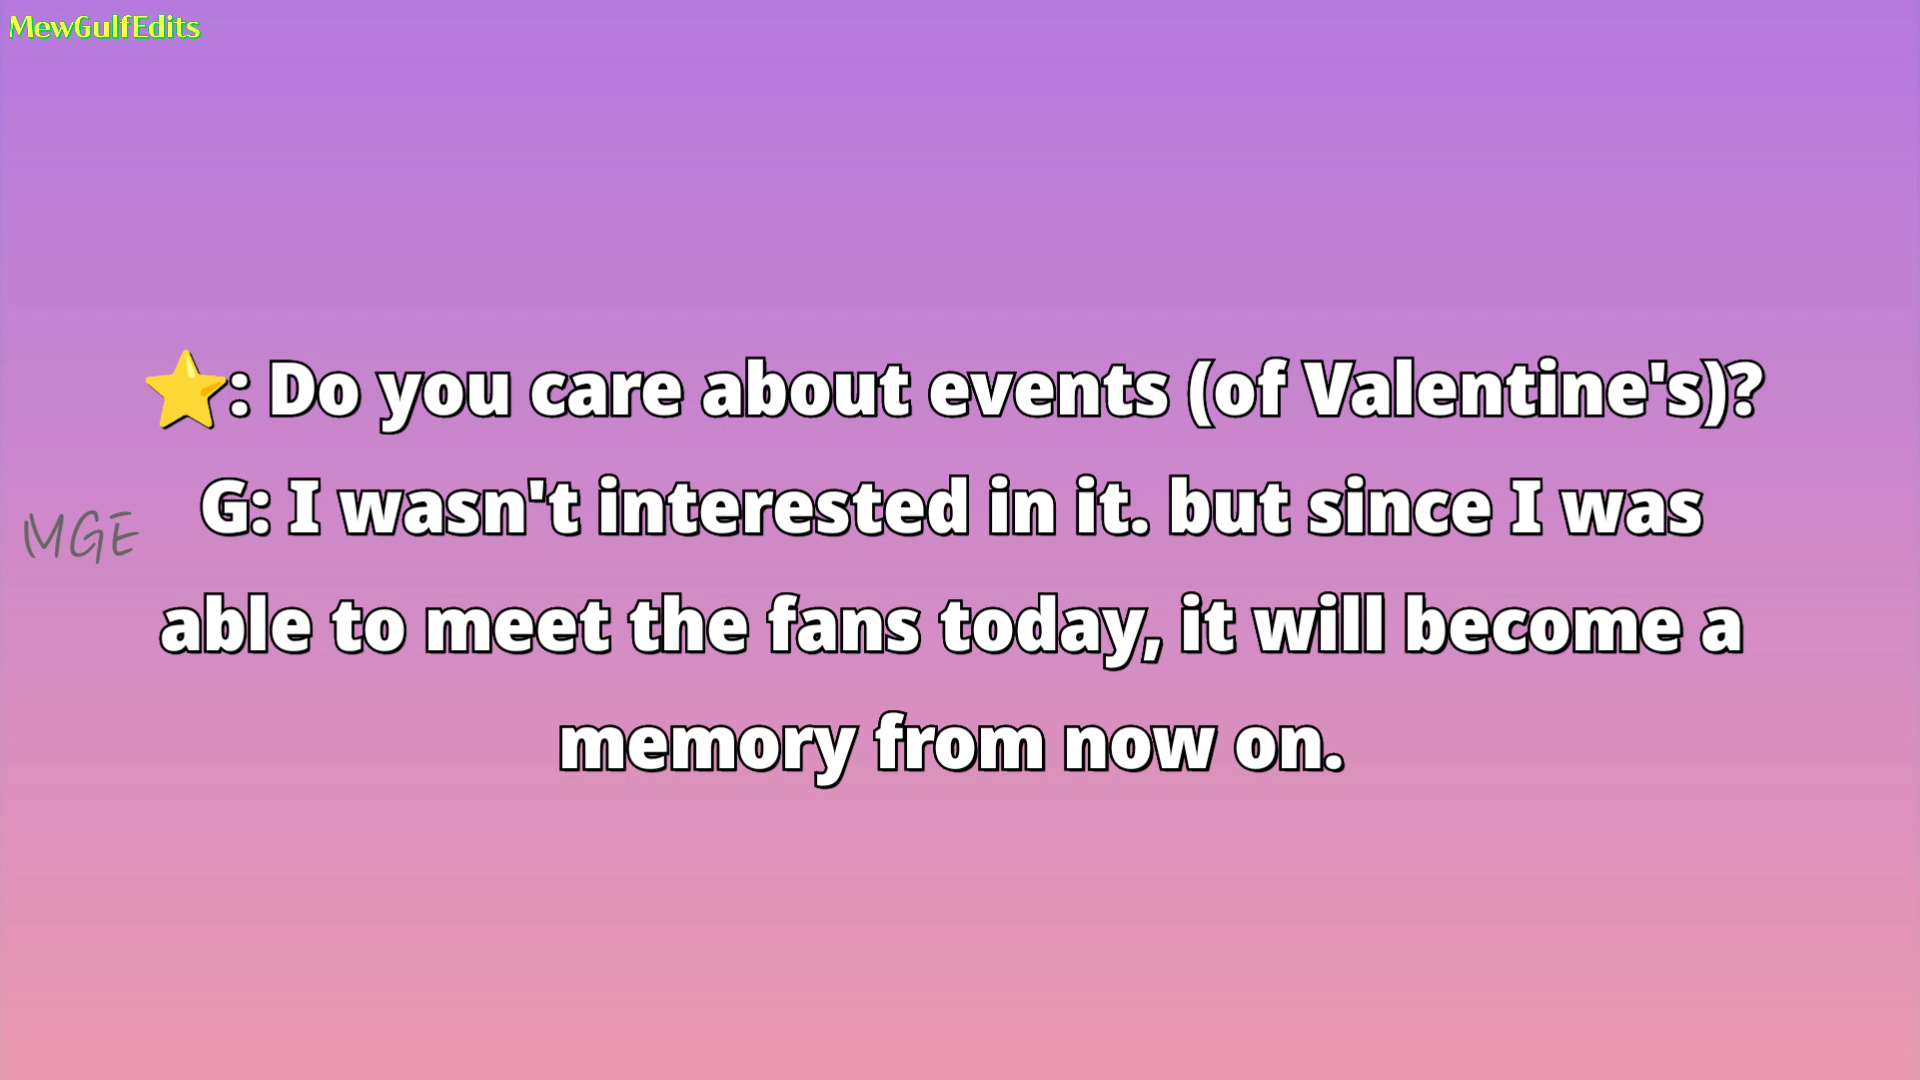 MewGulfEdits
⭐: Do you care about events (of Valentine's)?
G: I wasn't interested in it. but since I was
MGE
able to meet the fans today, it will become a
memory from now on.